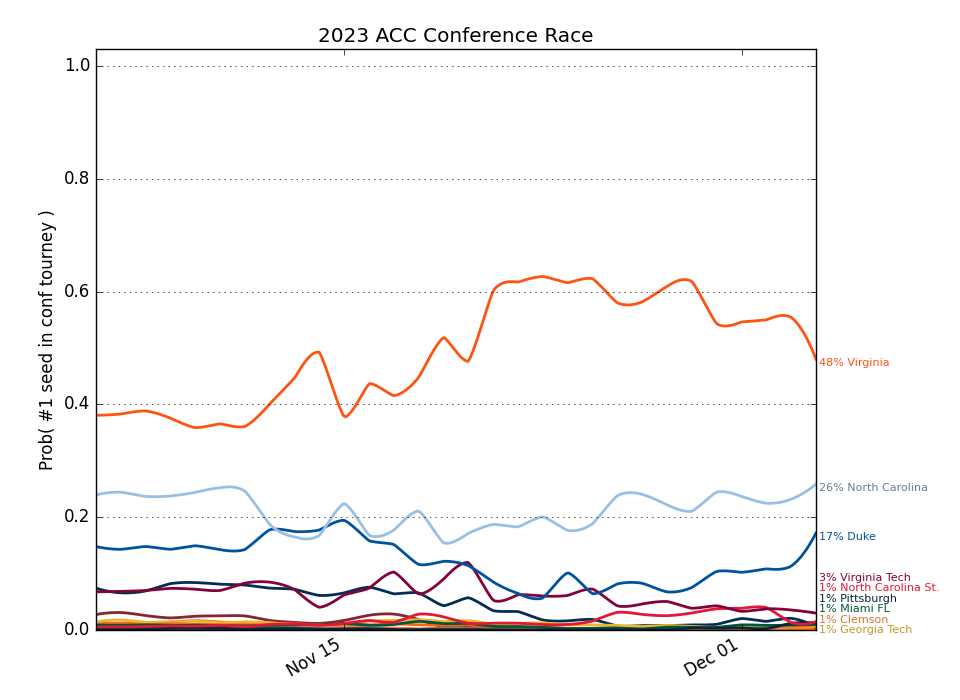 2023 ACC Conference Race
Prob( #1 seed in conf tourney )
1.0
0.8
0.6
0.4
0.2
0.0
Nov 15
Dec 01
48% Virginia
26% North Carolina
17% Duke
3% Virginia Tech
1% North Carolina St.
1% Pittsburgh
1% Miami FL
1% Clemson
1% Georgia Tech